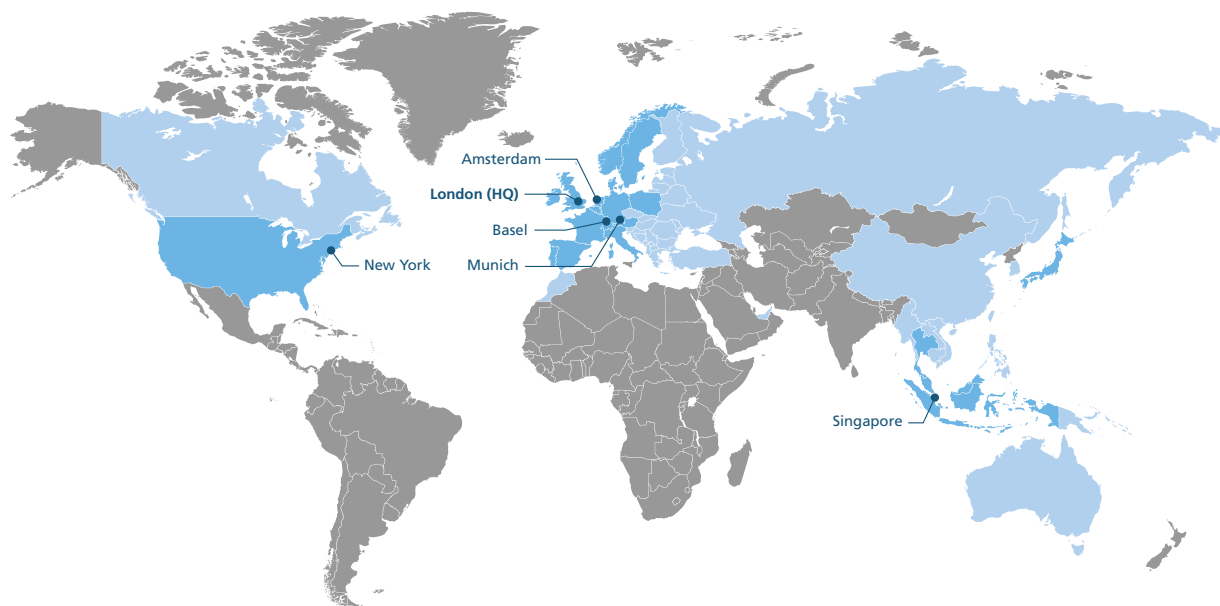 Amsterdam
London (HQ)
Basel
New York
Munich
Singapore